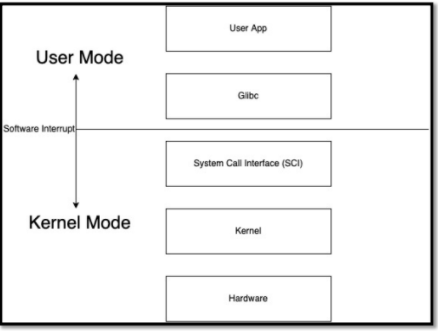 User App
User Mode
Glibc
Software Interrupt
System Call Interface (SCI)
Kernel Mode
Kernel
Hardware